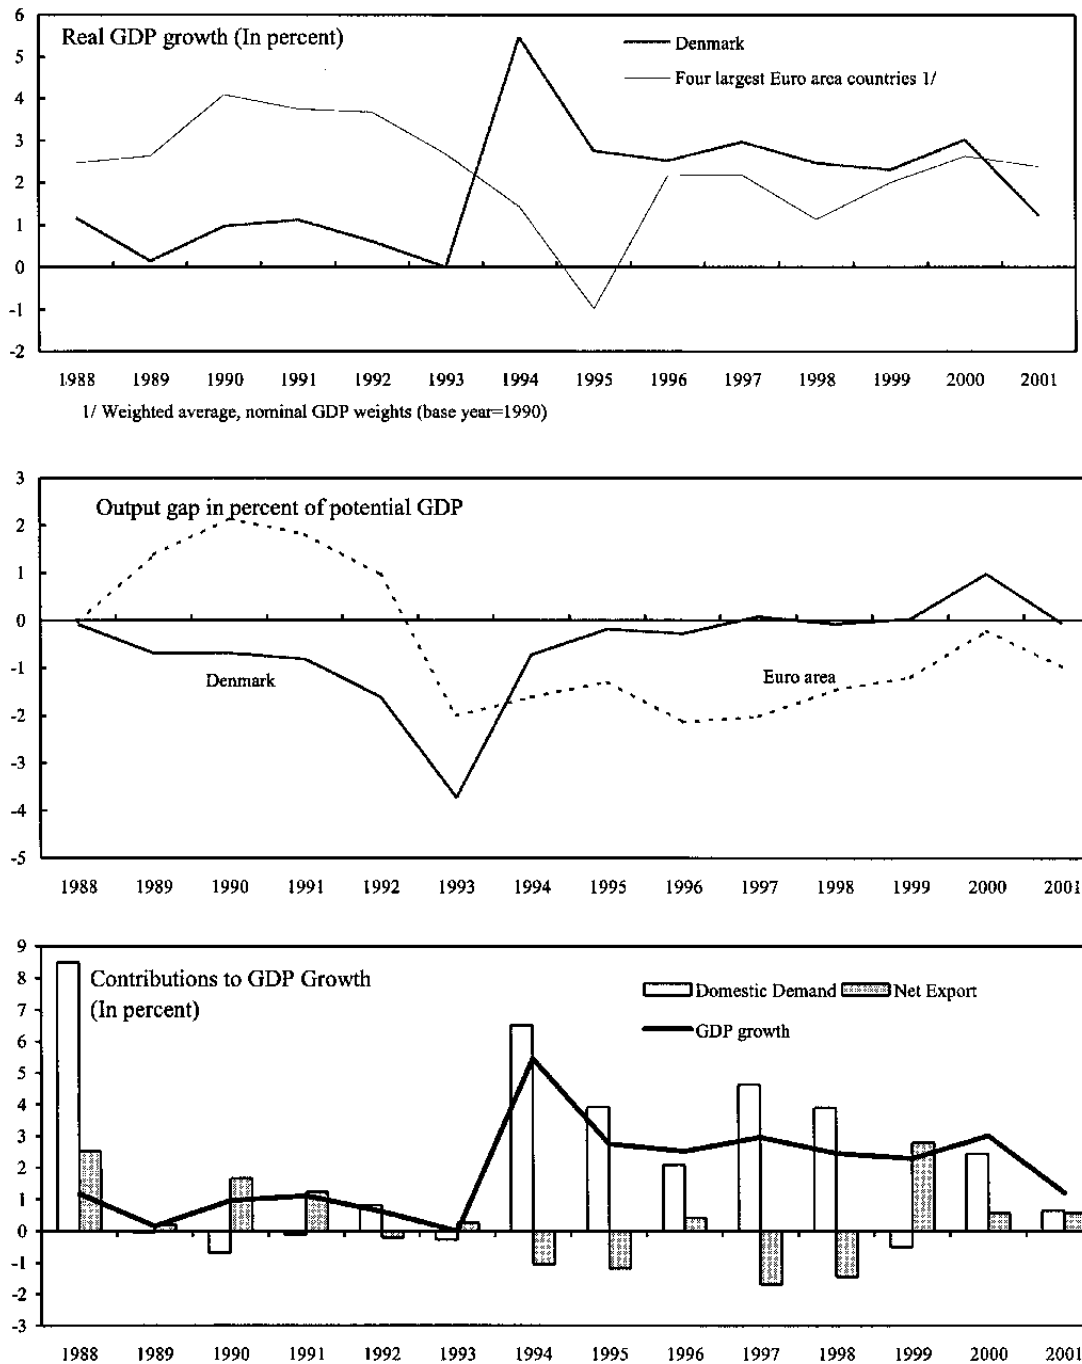 6
Real GDP growth (In percent)
Denmark
5
Four largest Euro area countries 1/
4
3
2
1
0
-1
-2
1988 1989 1990 1991 1992 1993 1994 1995 1996 1997 1998 1999 2000 2001
1/ Weighted average, nominal GDP weights (base year=1990)
3
Output gap in percent of potential GDP
2
1
0
-1
Denmark
Euro area
-2
-3
-4
-5
1988 1989 1990 1991 1992 1993 1994 1995 1996 1997 1998 1999 2000 2001
9
Contributions to GDP Growth
8
Domestic Demand
Net Export
(In percent)
7
GDP growth
6
5
4
3
2
1
0
-1
-2
-3
1988 1989 1990 1991 1992 1993 1994 1995 1996 1997 1998 1999 2000 2001